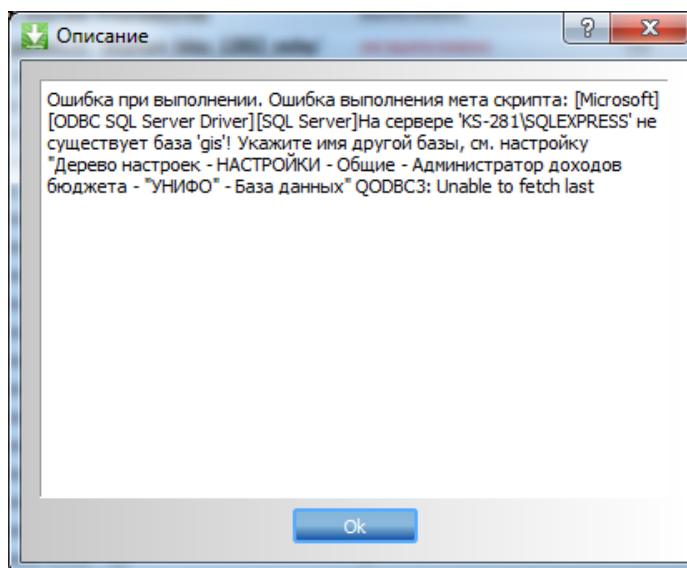 Описание
Ошибка при выполнении. Ошибка выполнения мета скрипта: [Microsoft]
[ODBC SQL Server Driver][SQL Server]На сервере 'KS-281\SQLEXPRESS' не
существует база 'gis'! Укажите имя другой базы, см. настройку
"Дерево настроек - НАСТРОЙКИ - Общие - Администратор доходов
бюджета - "УНИФО" - База данных" QODBC3: Unable to fetch last
Ok